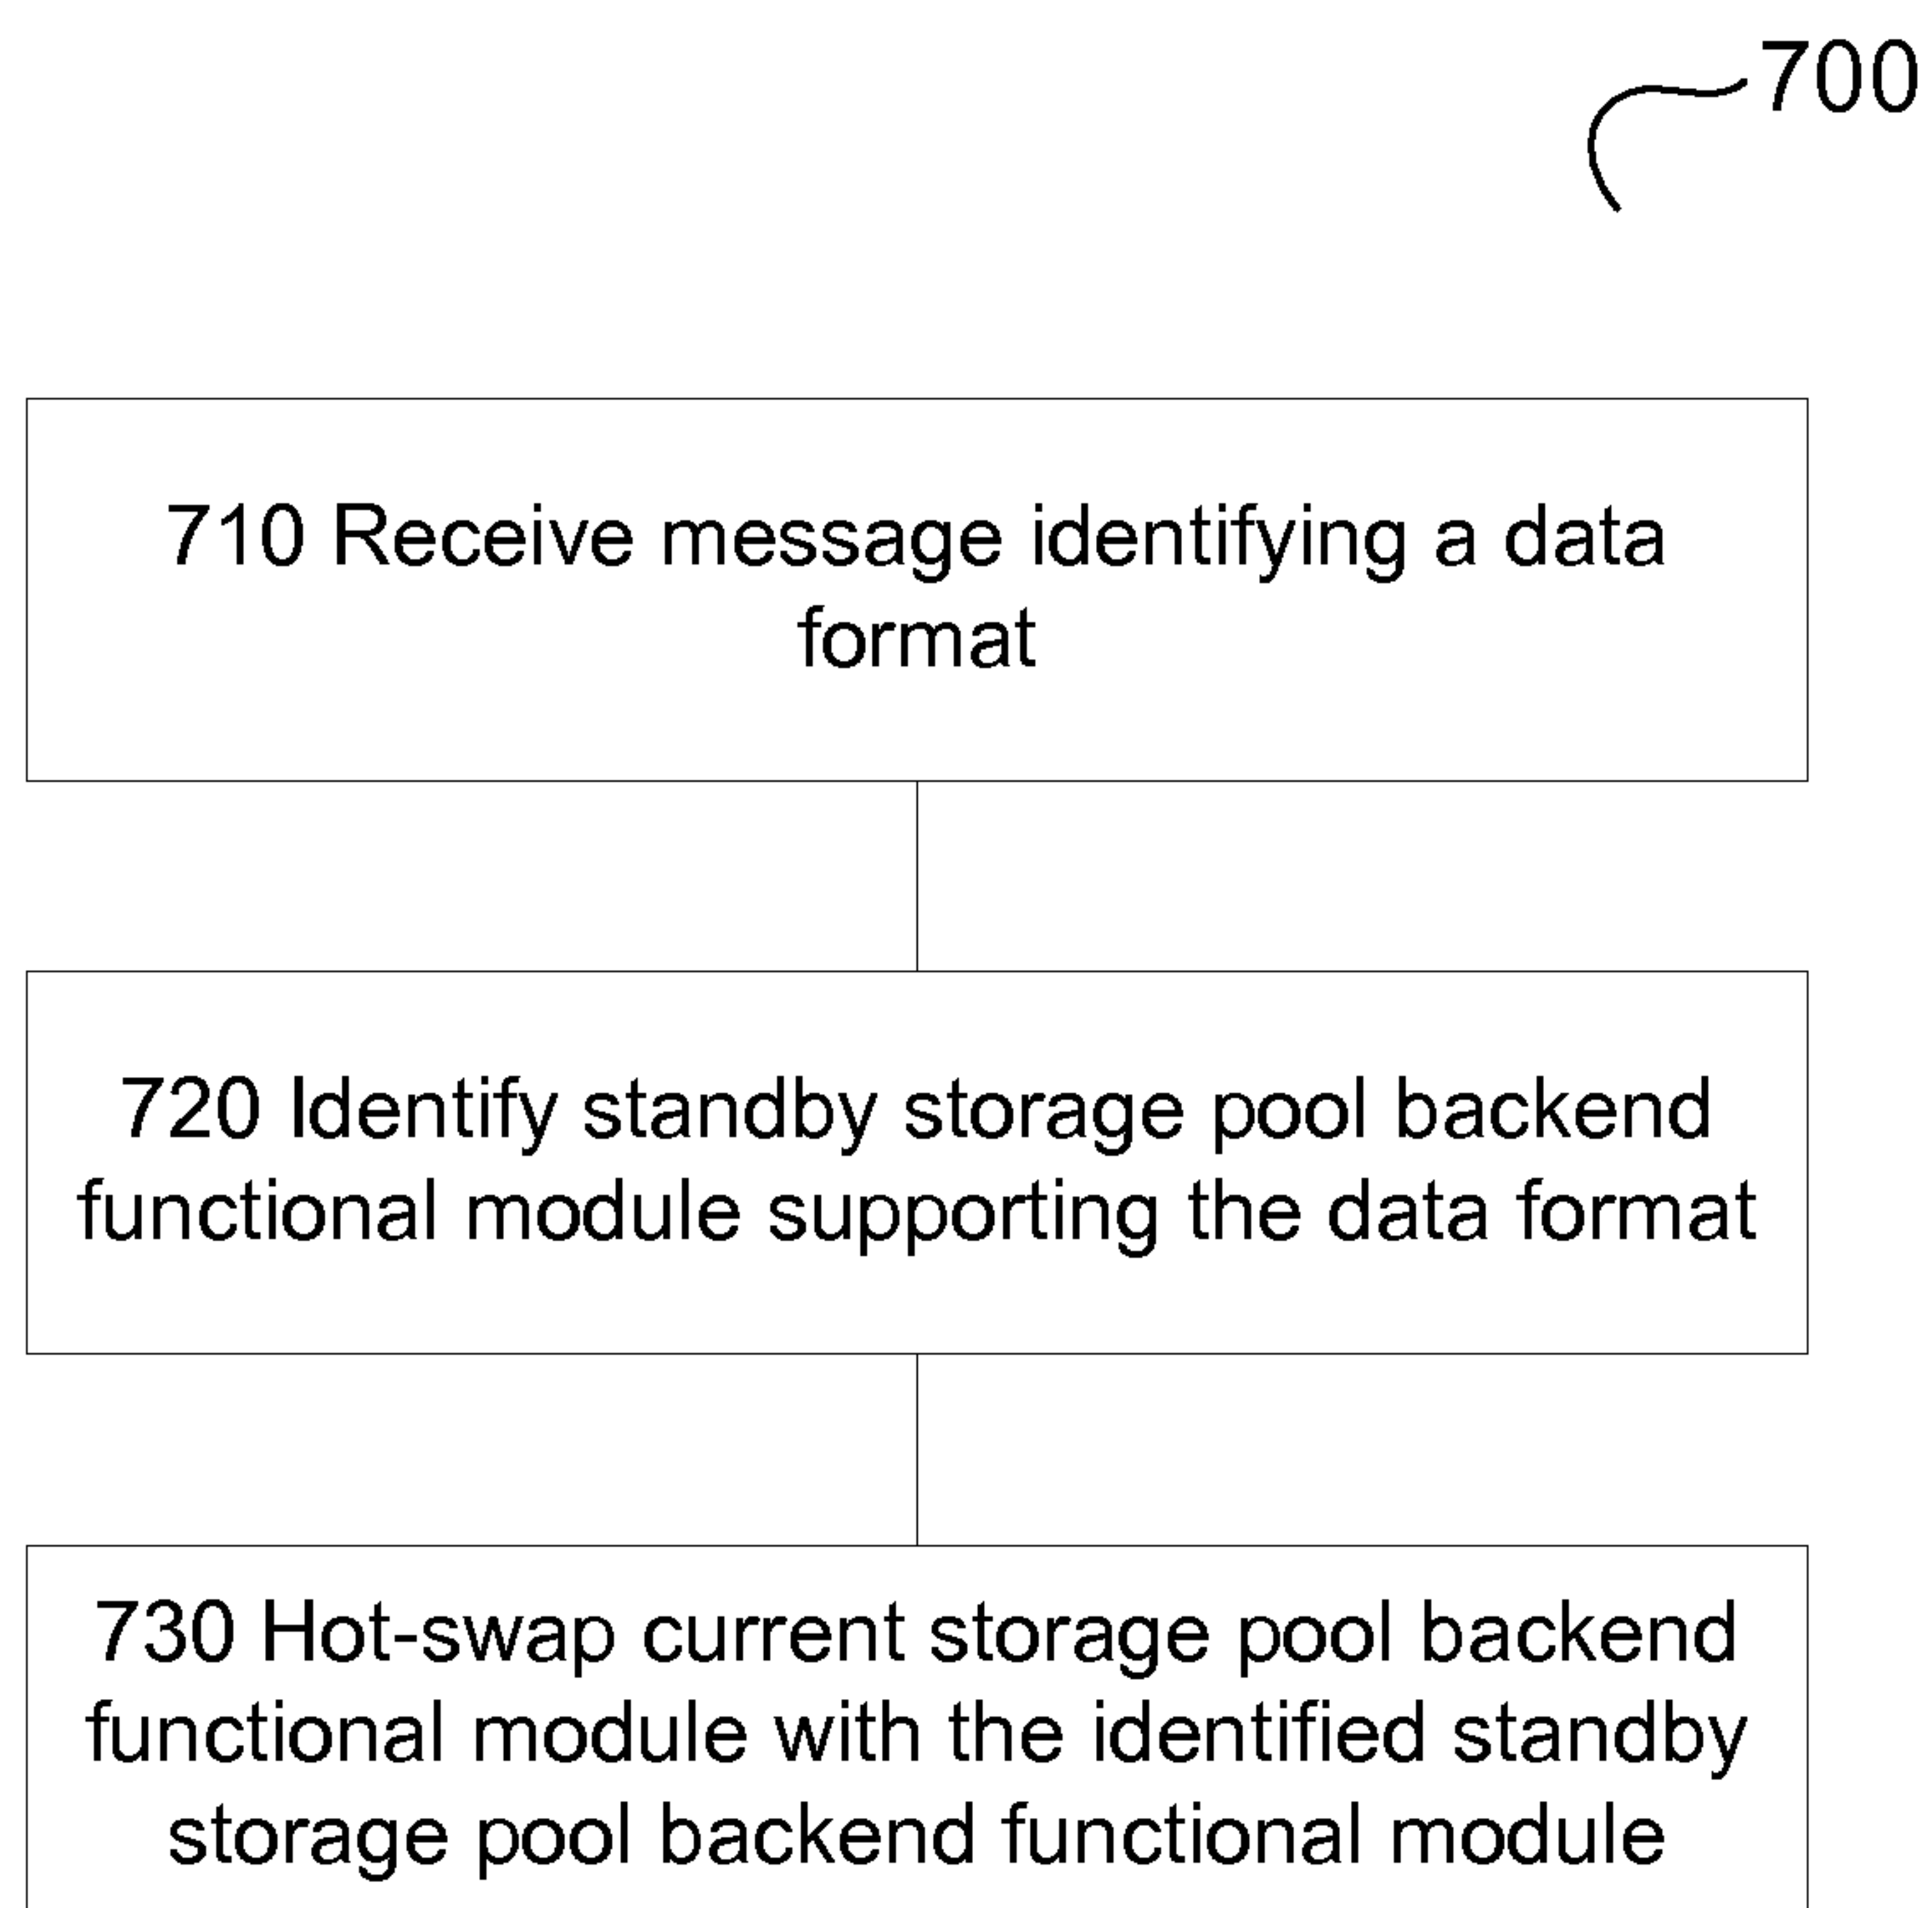 700
710 Receive message identifying a data
format
720 Identify standby storage pool backend
functional module supporting the data format
730 Hot-swap current storage pool backend
functional module with the identified standby
storage pool backend functional module